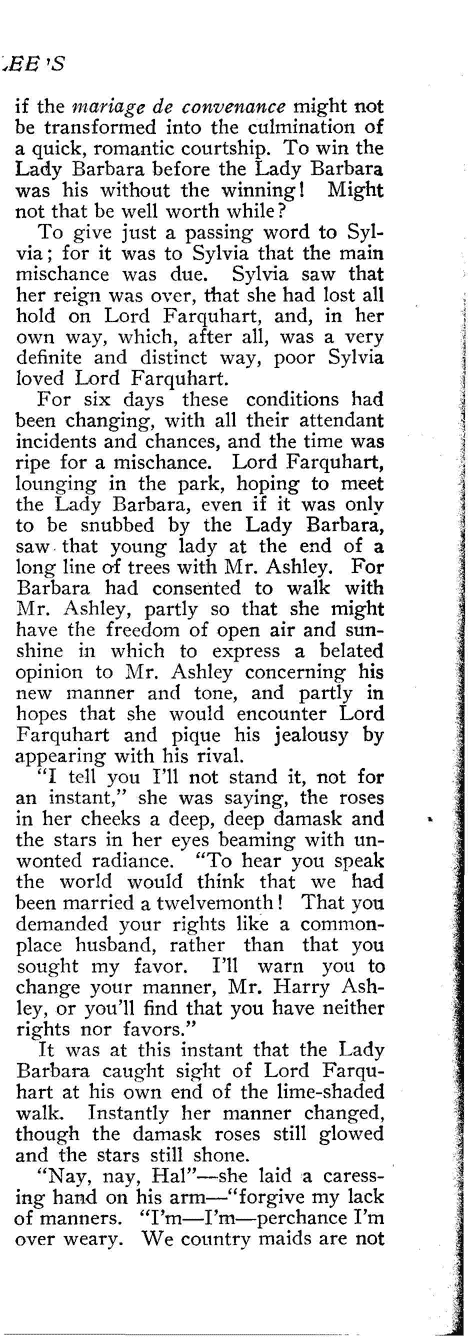 LEE'S
if the mariage de convenance might not
be transformed into the culmination of
a quick, romantic courtship. To win the
Lady Barbara before the Lady Barbara
was his without the winning! Might
not that be well worth while?
To give just a passing word to Syl-
via; for it was to Sylvia that the main
mischance was due. Sylvia saw that
her reign was over, that she had lost all
hold on Lord Farquhart, and, in her
own way, which, after all, was a very
definite and distinct way, poor Sylvia
loved Lord Farquhart.
For six days these conditions had
been changing, with all their attendant
incidents and chances, and the time was
ripe for a mischance. Lord Farquhart,
lounging in the park, hoping to meet
the Lady Barbara, even if it was only
to be snubbed by the Lady Barbara,
saw that young lady at the end of a
long line of trees with Mr. Ashley. For
Barbara had consented to walk with
Mr. Ashley, partly so that she might
have the freedom of open air and sun-
shine in which to express a belated
opinion to Mr. Ashley concerning his
new manner and tone, and partly in
hopes that she would encounter Lord
Farquhart and pique his jealousy by
appearing with his rival.
"I tell you I'll not stand it, not for
an instant," she was saying, the roses
in her cheeks a deep, deep damask and
the stars in her eyes beaming with un-
wonted radiance. "To hear you speak
the world would think that we had
been married a twelvemonth! That you
demanded your rights like a common-
place husband, rather than that you
sought my favor. I'll warn you to
change your manner, Mr. Harry Ash-
ley, or you'll find that you have neither
rights nor favors."
It was at this instant that the Lady
Barbara caught sight of Lord Farqu-
hart at his own end of the lime-shaded
walk. Instantly her manner changed,
though the damask roses still glowed
and the stars still shone.
"Nay, nay, Hal"—she laid a caress-
ing hand on his arm—"forgive my lack
of manners. "I'm—I'm—perchance I'm
over weary. We country maids are not